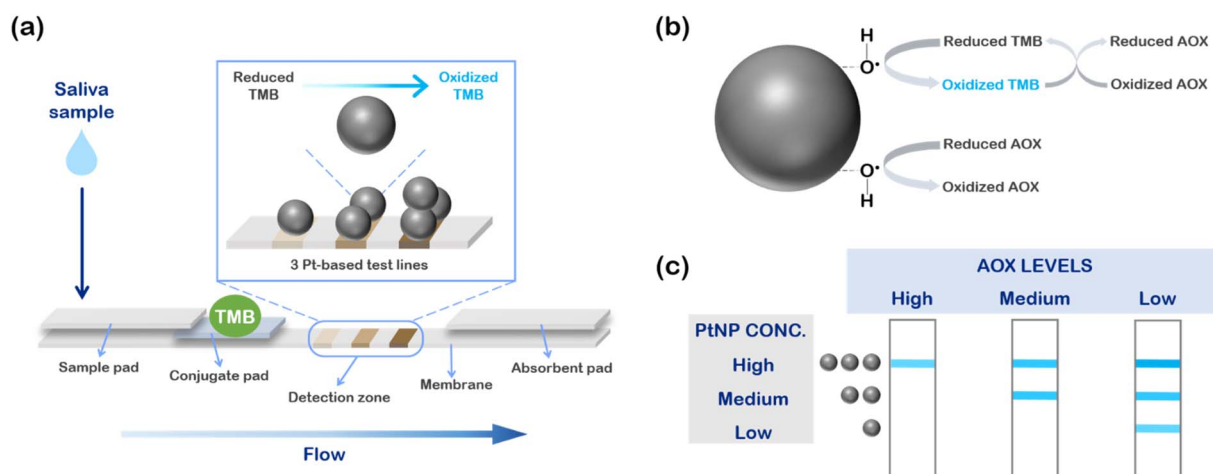 (a)
Saliva
sample
Reduced
TMB
Oxidized
TMB
3 Pt-based test lines
TMB
Sample pad
Conjugate pad
Detection zone
Membrane
Absorbent pad
Flow
(b)
H
O•
Reduced TMB
Reduced AOX
Oxidized TMB
Oxidized AOX
Reduced AOX
O•
H
Oxidized AOX
(c)
AOX LEVELS
High Medium Low
PtNP CONC.
High
Medium
Low